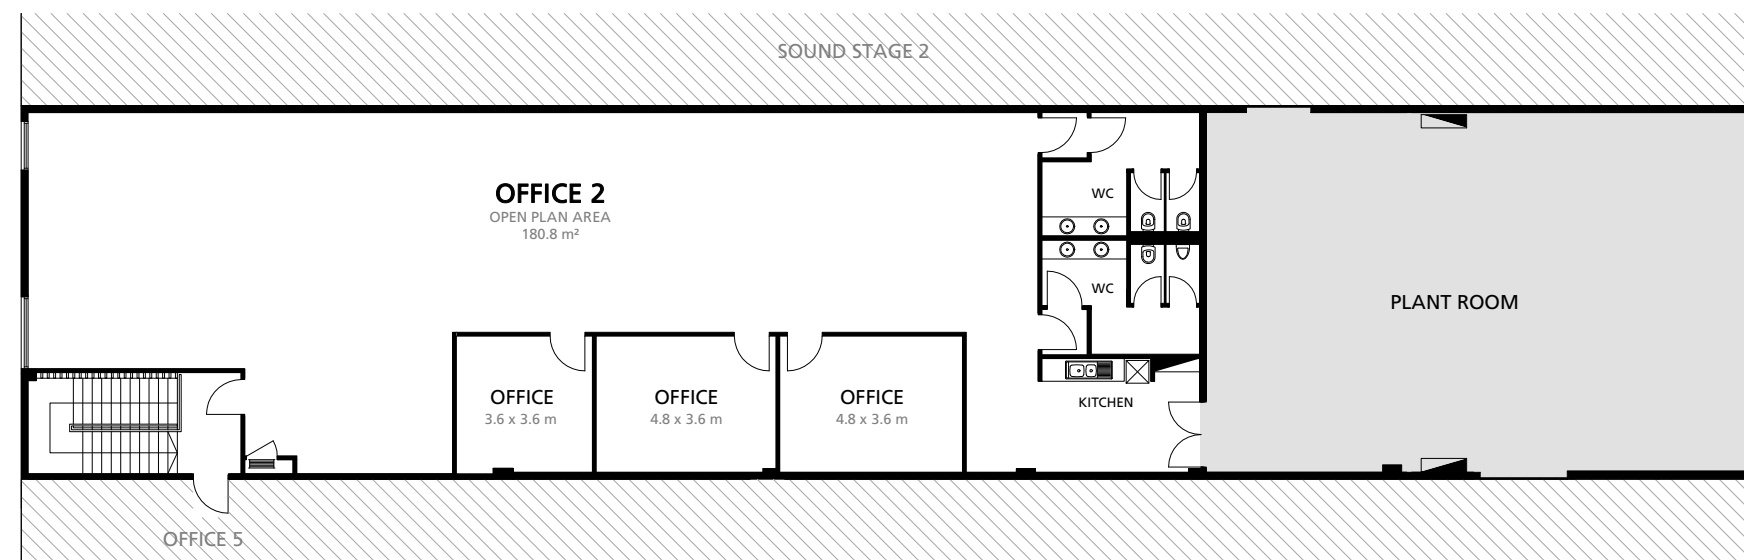 SOUND STAGE 2
OFFICE 2
OPEN PLAN AREA
180.8 m²
WC
WC
PLANT ROOM
OFFICE
3.6 x 3.6 m
OFFICE
4.8 x 3.6 m
OFFICE
4.8 x 3.6 m
KITCHEN
OFFICE 5